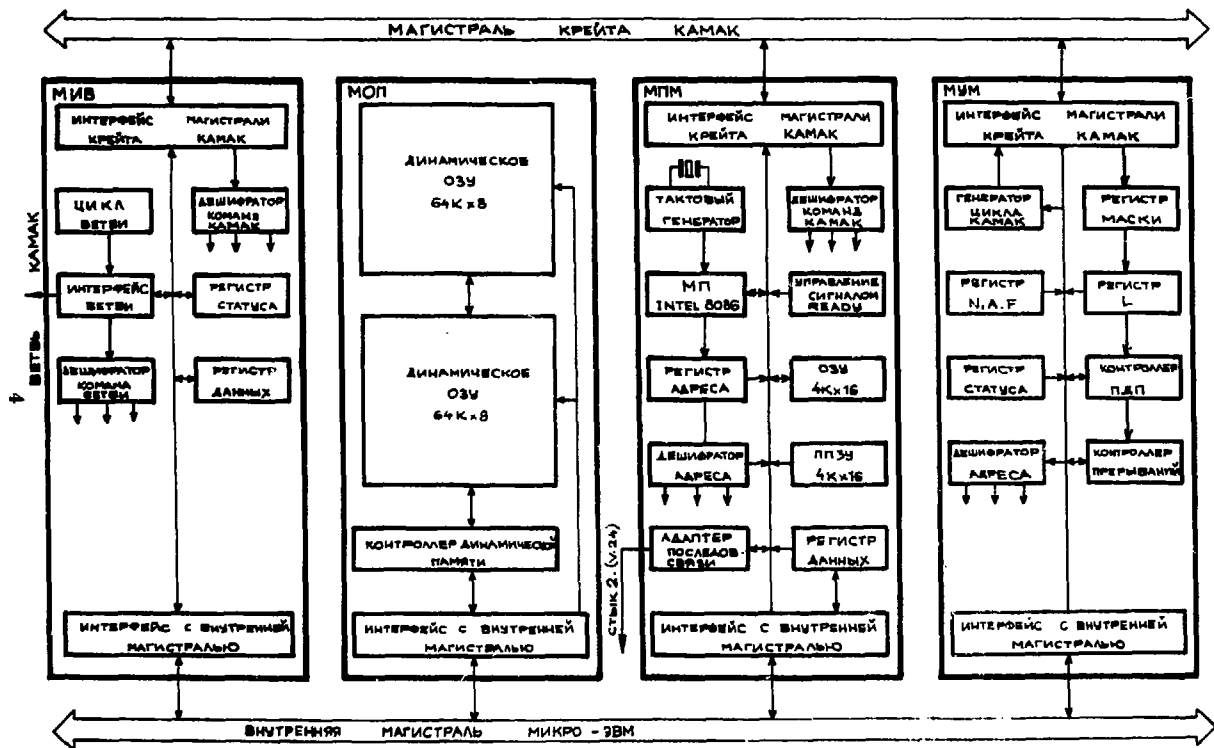 МАГИСТРАЛЬ КРЕЙТА КАМАК
МИВ
ИНТЕРФЕЙС МАГИСТРАЛИ
КРЕЙТА КАМАК
ЦИКЛ
ВЕТВИ
ДЕШИФРАТОР
КОМАНД
КАМАК
ИНТЕРФЕЙС
ВЕТВИ
РЕГИСТР
СТАТУСА
ДЕШИФРАТОР
КОМАНД
ВЕТВИ
РЕГИСТР
ДАННЫХ
ИНТЕРФЕЙС С ВНУТРЕННЕЙ
МАГИСТРАЛЬЮ
ВЕТВЬ КАМАК
4
МОП
ДИНАМИЧЕСКОЕ
ОЗУ
64К х 8
ДИНАМИЧЕСКОЕ
ОЗУ
64К х 8
КОНТРОЛЛЕР ДИНАМИЧЕСКОЙ
ПАМЯТИ
ИНТЕРФЕЙС С ВНУТРЕННЕЙ
МАГИСТРАЛЬЮ
МПМ
ИНТЕРФЕЙС МАГИСТРАЛИ
КРЕЙТА КАМАК
ТАКТОВЫЙ
ГЕНЕРАТОР
ДЕШИФРАТОР
КОМАНД
КАМАК
МП
INTEL 8086
УПРАВЛЕНИЕ
СИГНАЛОМ
READY
РЕГИСТР
АДРЕСА
ОЗУ
4К х 16
ДЕШИФРАТОР
АДРЕСА
ППЗУ
4К х 16
АДАПТЕР
ПОСЛЕДОВ.
СВЯЗИ
РЕГИСТР
ДАННЫХ
СТЫК 2. (V.24)
ИНТЕРФЕЙС С ВНУТРЕННЕЙ
МАГИСТРАЛЬЮ
МУМ
ИНТЕРФЕЙС МАГИСТРАЛИ
КРЕЙТА КАМАК
ГЕНЕРАТОР
ЦИКЛА
КАМАК
РЕГИСТР
МАСКИ
РЕГИСТР
N.A.F
РЕГИСТР
L
РЕГИСТР
СТАТУСА
КОНТРОЛЛЕР
ПДП
ДЕШИФРАТОР
АДРЕСА
КОНТРОЛЛЕР
ПРЕРЫВАНИЙ
ИНТЕРФЕЙС С ВНУТРЕННЕЙ
МАГИСТРАЛЬЮ
ВНУТРЕННЯЯ МАГИСТРАЛЬ МИКРО - ЭВМ